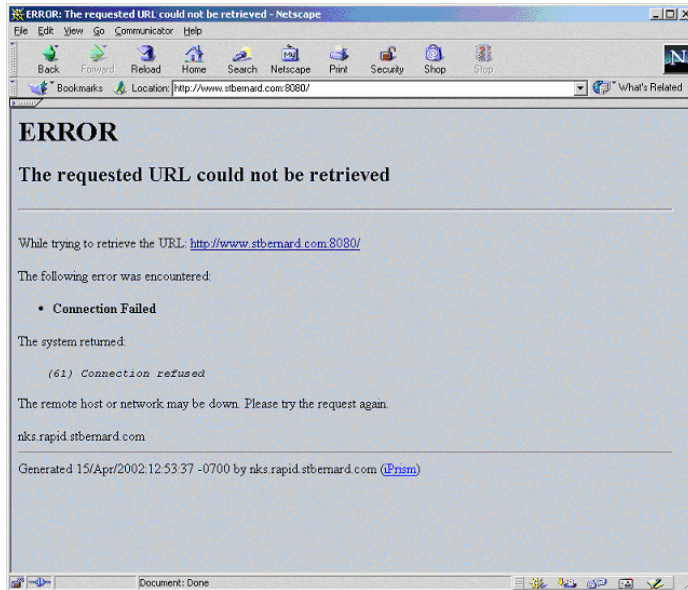 ERROR: The requested URL could not be retrieved - Netscape
File Edit View Go Communicator Help
Back Forward Reload Home Search Netscape Print Security Shop Stop
Bookmarks Location: http://www.stbernard.com:8080/ What's Related
ERROR
The requested URL could not be retrieved
While trying to retrieve the URL: http://www.stbernard.com:8080/
The following error was encountered:
• Connection Failed
The system returned:
(61) Connection refused
The remote host or network may be down. Please try the request again.
nks.rapid.stbernard.com
Generated 15/Apr/2002:12:53:37 -0700 by nks.rapid.stbernard.com (iPrism)
Document: Done